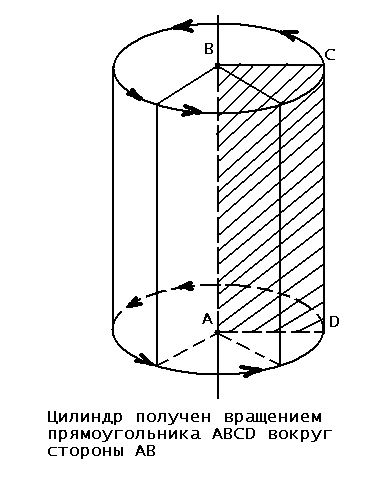 B
C
A
D
Цилиндр получен вращением
прямоугольника ABCD вокруг
стороны AB